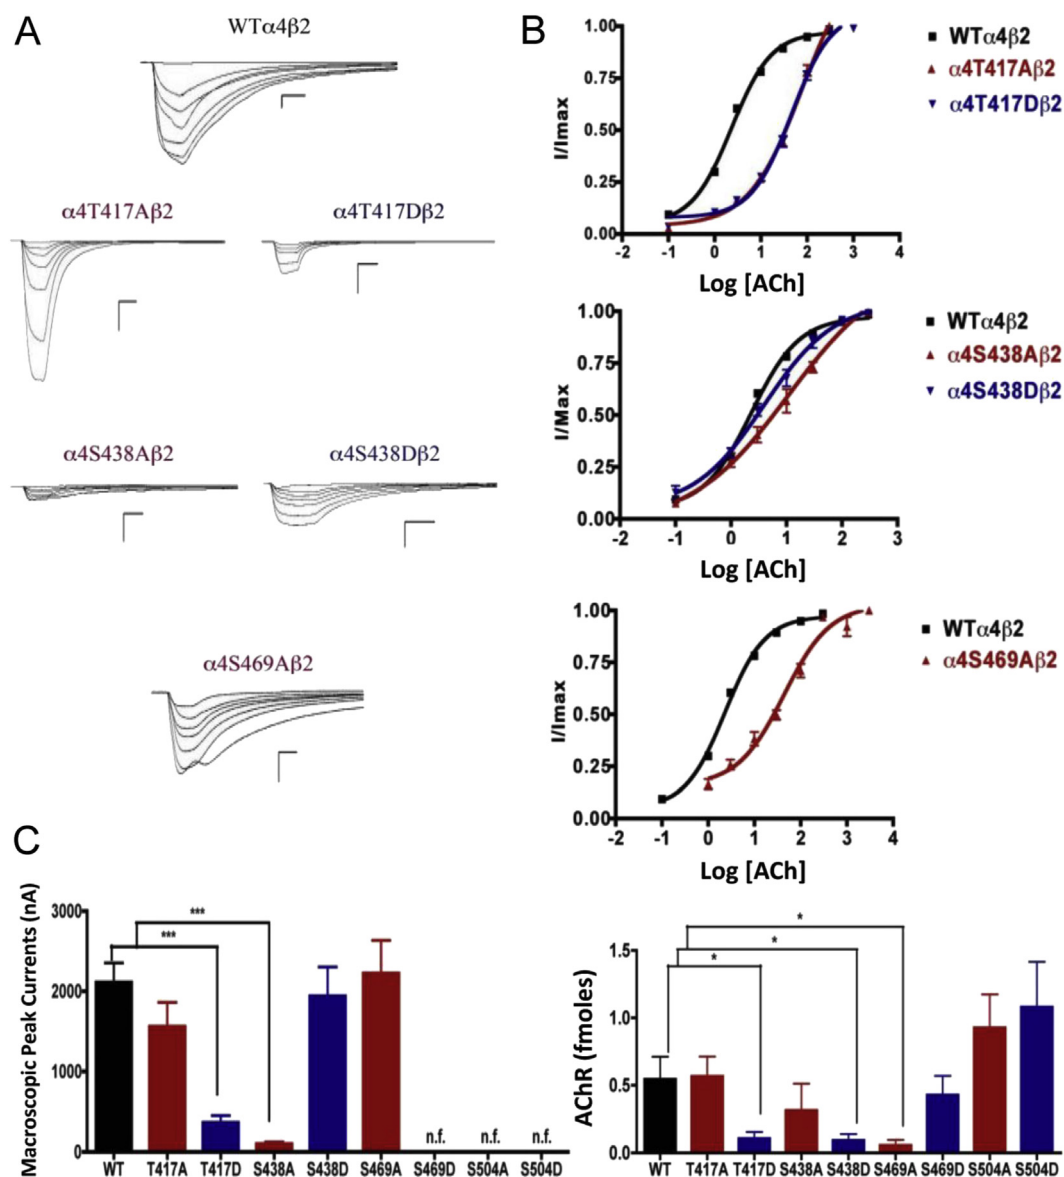 A
WTα4β2
α4T417Aβ2
α4T417Dβ2
α4S438Aβ2
α4S438Dβ2
α4S469Aβ2
B
I/Imax
1.00
0.75
0.50
0.25
0.00
-2 -1 0 1 2 3 4
Log [ACh]
WTα4β2
α4T417Aβ2
α4T417Dβ2
I/Max
1.00
0.75
0.50
0.25
0.00
-2 -1 0 1 2 3
Log [ACh]
WTα4β2
α4S438Aβ2
α4S438Dβ2
I/Imax
1.00
0.75
0.50
0.25
0.00
-2 -1 0 1 2 3 4
Log [ACh]
WTα4β2
α4S469Aβ2
C
Macroscopic Peak Currents (nA)
3000
2000
1000
0
***
***
n.f. n.f. n.f.
WT T417A T417D S438A S438D S469A S469D S504A S504D
AChR (fmoles)
1.5
1.0
0.5
0.0
*
*
*
WT T417A T417D S438A S438D S469A S469D S504A S504D